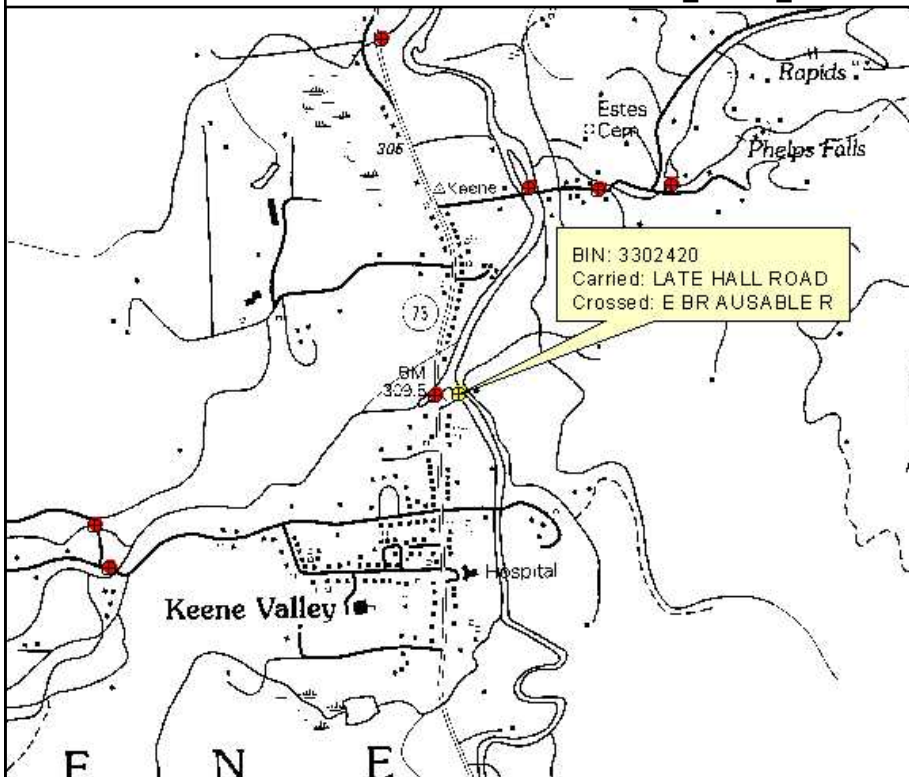 Rapids
Estes
Cem
Phelps Falls
305
Keene
BIN: 3302420
Carried: LATE HALL ROAD
Crossed: E BR AUSABLE R
73
BM
309.5
Hospital
Keene Valley
E N E